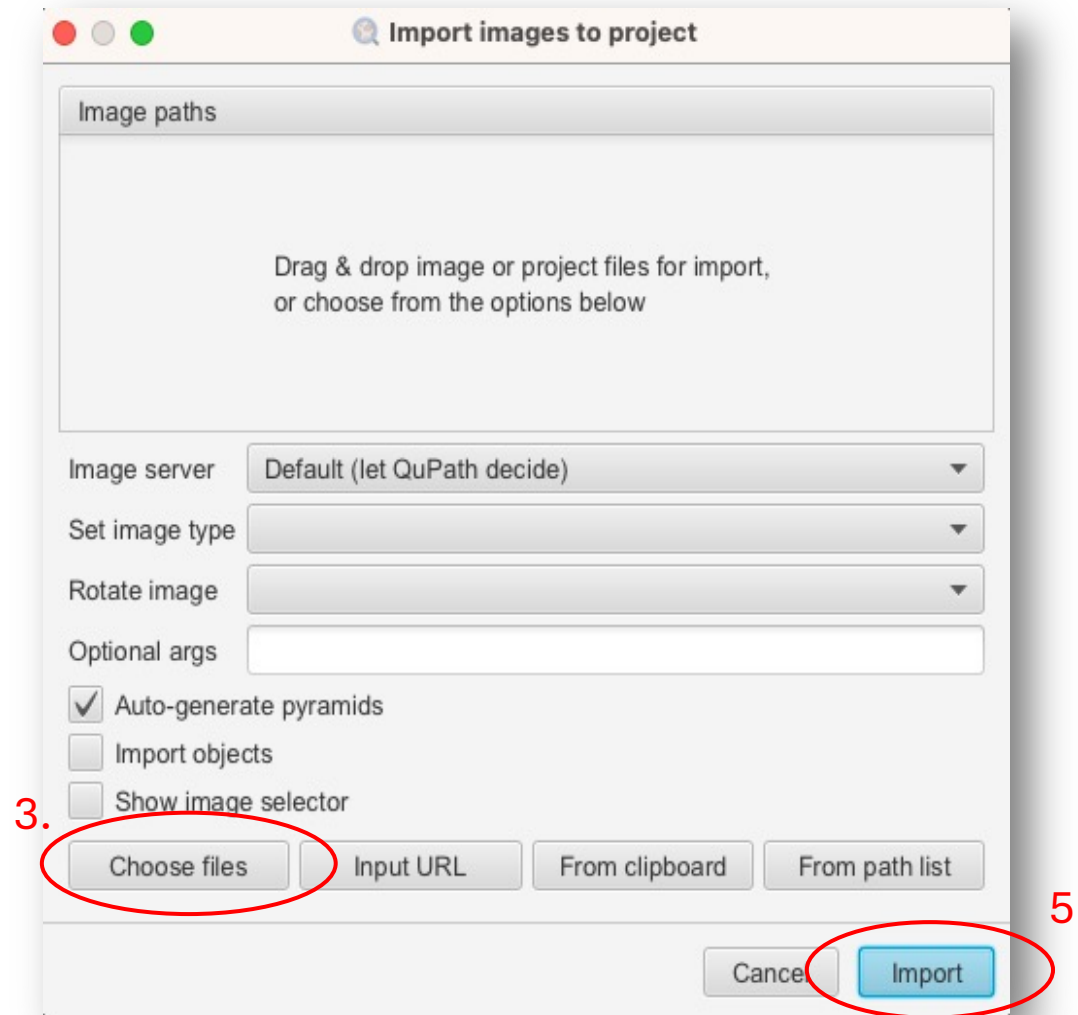 Import images to project
Image paths
Drag & drop image or project files for import,
or choose from the options below
Image server Default (let QuPath decide)
Set image type
Rotate image
Optional args
Auto-generate pyramids
Import objects
Show image selector
3.
Choose files Input URL From clipboard From path list
5
Cancel Import